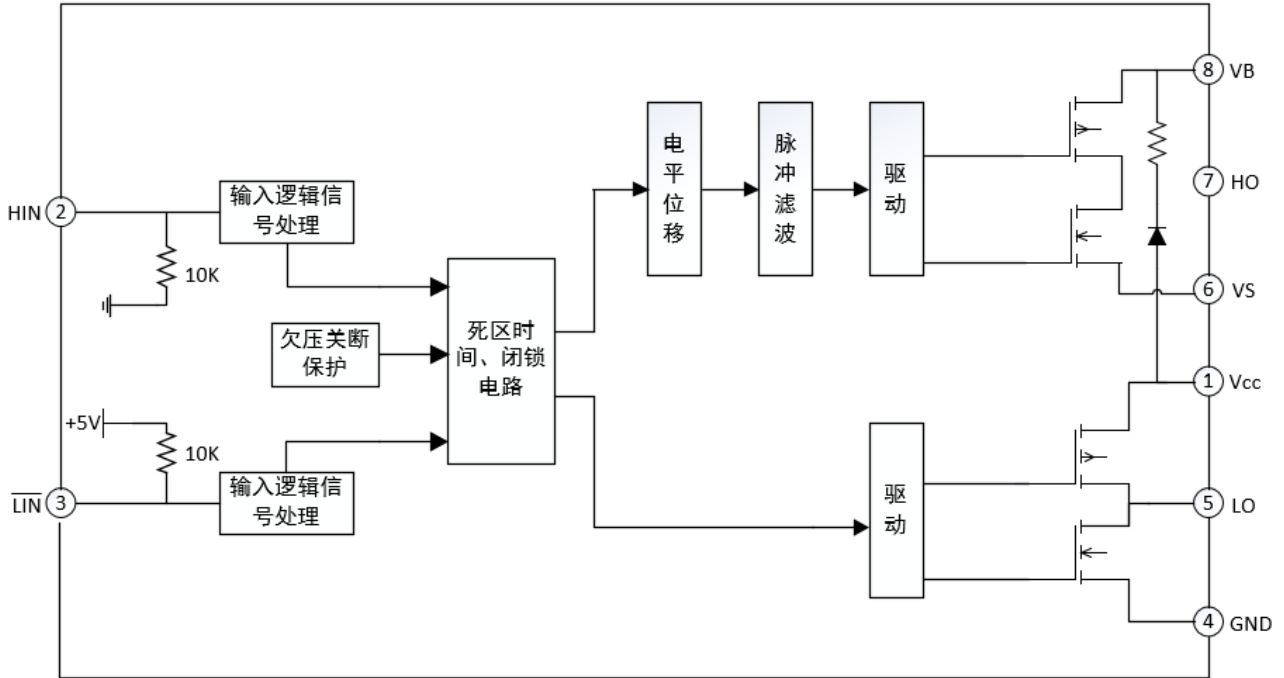 8 VB
电
平
位
移
脉
冲
滤
波
驱
动
7 HO
HIN 2
输入逻辑信
号处理
10K
6 VS
欠压关断
保护
死区时
间、闭锁
电路
1 Vcc
+5V
10K
LIN 3
输入逻辑信
号处理
驱
动
5 LO
4 GND